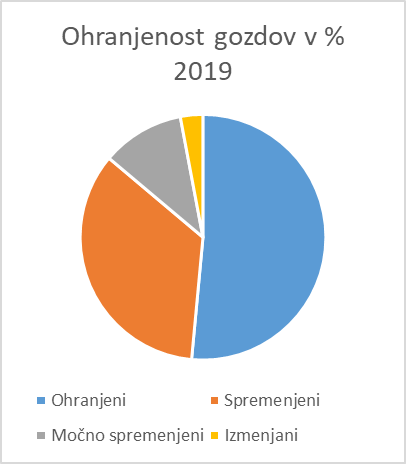 Ohranjenost gozdov v %
2019
Ohranjeni
Spremenjeni
Močno spremenjeni
Izmenjani